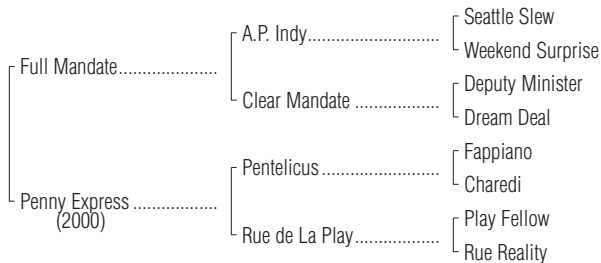 Seattle Slew
A.P. Indy
Weekend Surprise
Full Mandate
Deputy Minister
Clear Mandate
Dream Deal
Fappiano
Pentelicus
Charedi
Penny Express
(2000)
Play Fellow
Rue de La Play
Rue Reality